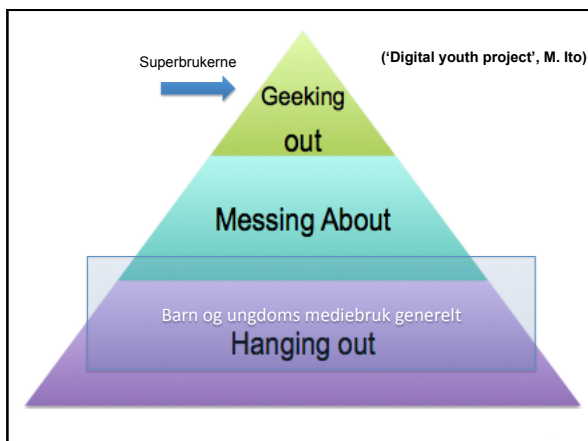 Superbrukerne
('Digital youth project', M. Ito)
Geeking
out
Messing About
Barn og ungdoms mediebruk generelt
Hanging out